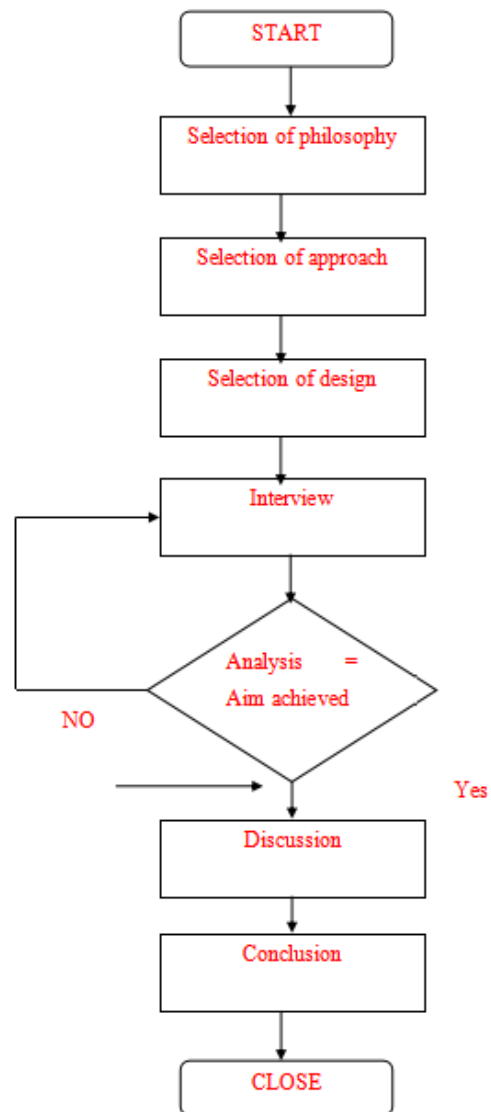 START
Selection of philosophy
Selection of approach
Selection of design
Interview
Analysis =
Aim achieved
NO
Yes
Discussion
Conclusion
CLOSE